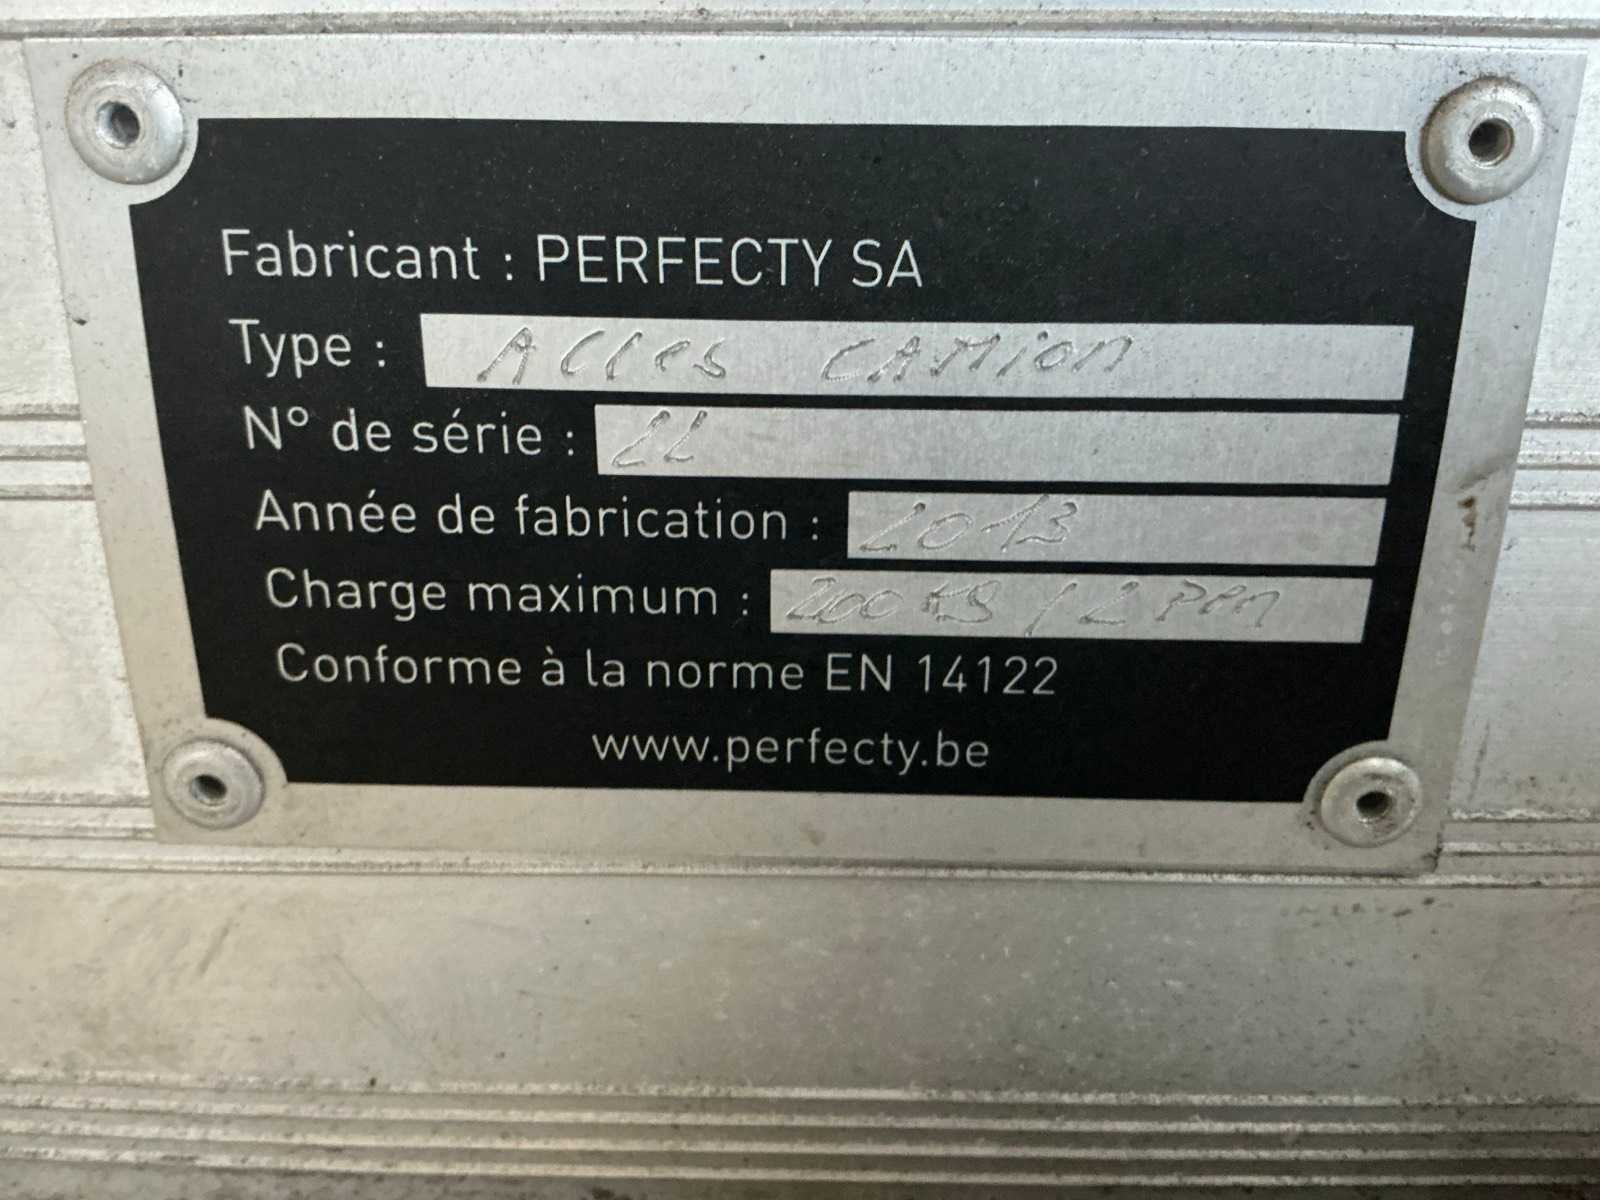 Fabricant : PERFECTY SA
Type : Acces CAMion
N° de série : 22
Année de fabrication : 2013
Charge maximum : 200 KG / 2 Pen
Conforme à la norme EN 14122
www.perfecty.be